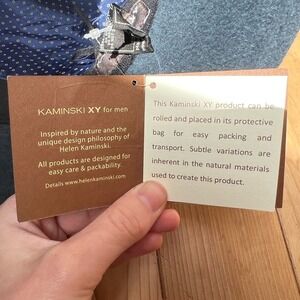 KAMINSKI XY for men
Inspired by nature and the
unique design philosophy of
Helen Kaminski.
All products are designed for
easy care & packability.
Details www.helenkaminski.com
This Kaminski XY product can be
rolled and placed in its protective
bag for easy packing and
transport. Subtle variations are
inherent in the natural materials
used to create this product.